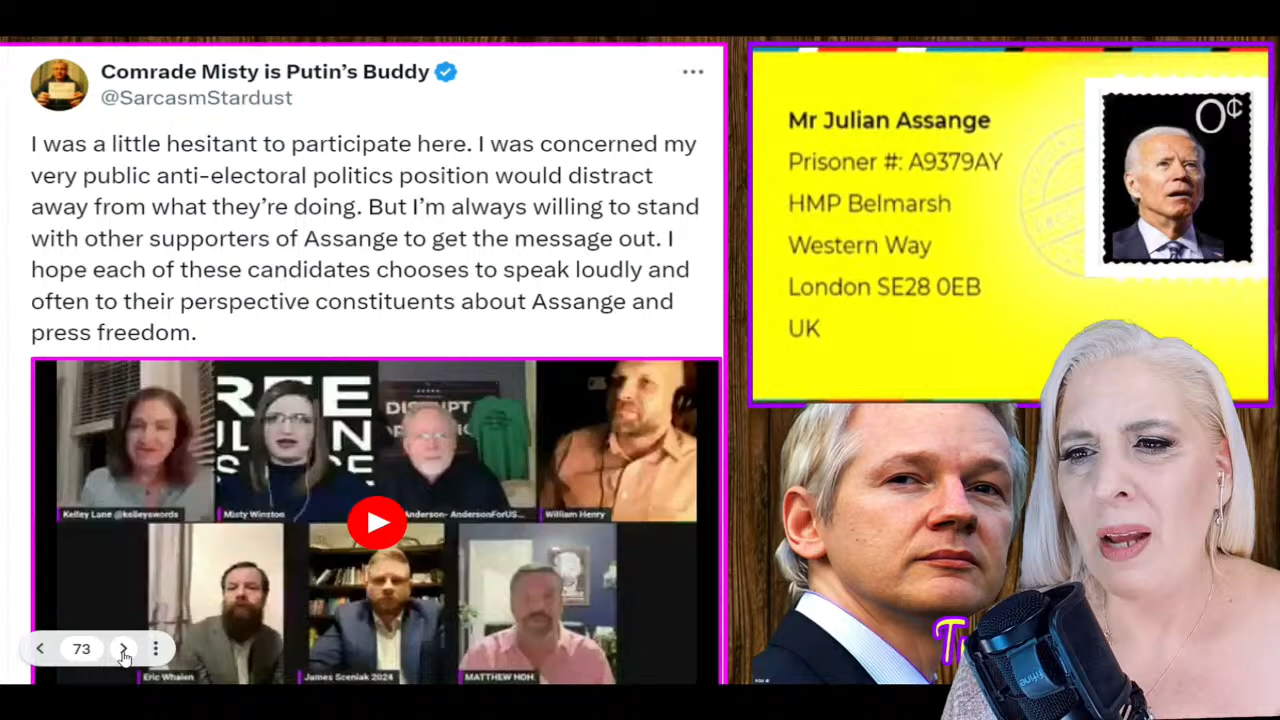 Comrade Misty is Putin's Buddy
@SarcasmStardust
I was a little hesitant to participate here. I was concerned my
very public anti-electoral politics position would distract
away from what they're doing. But I'm always willing to stand
with other supporters of Assange to get the message out. I
hope each of these candidates chooses to speak loudly and
often to their perspective constituents about Assange and
press freedom.
Kelley Lane @kelleyswords
Misty Winston
Anderson- AndersonForUS...
William Henry
Eric Whalen
James Sceniak 2024
MATTHEW HOH
73
Mr Julian Assange
Prisoner #: A9379AY
HMP Belmarsh
Western Way
London SE28 0EB
UK
0¢